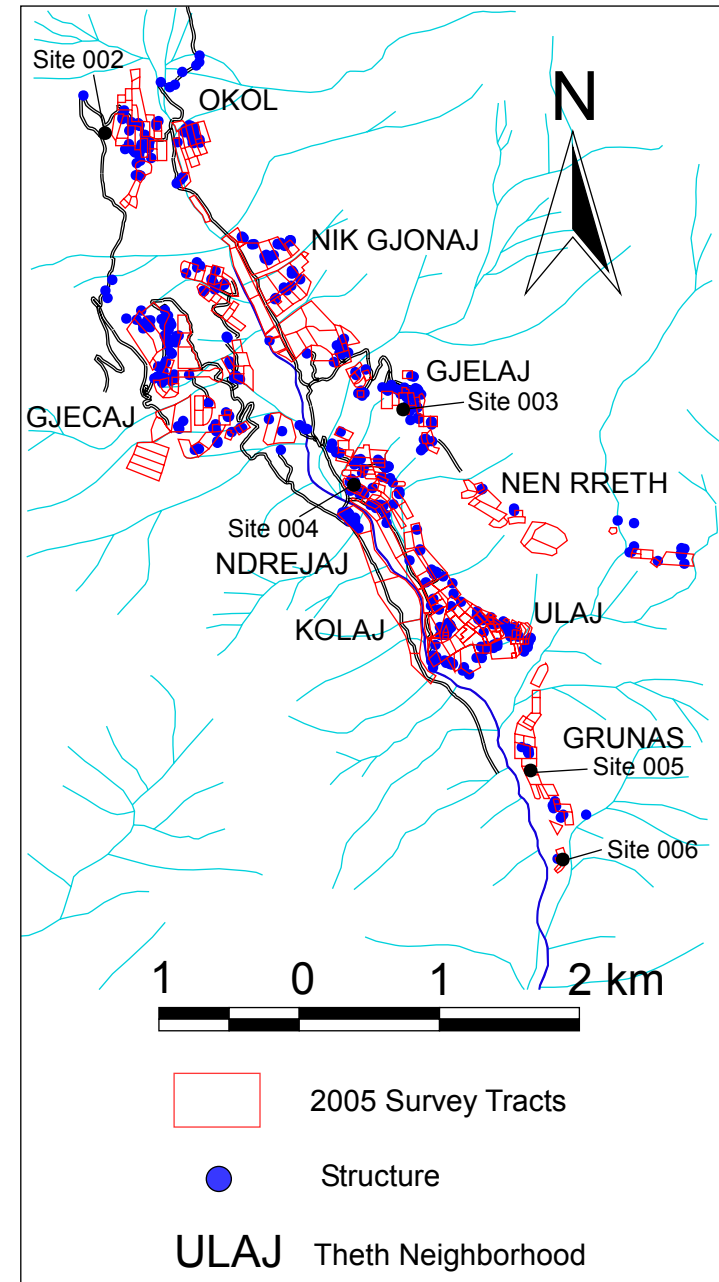 Site 002
OKOL
N
NIK GJONAJ
GJELAJ
Site 003
GJECAJ
NEN RRETH
Site 004
NDREJAJ
KOLAJ
ULAJ
GRUNAS
Site 005
Site 006
1 0 1 2 km
2005 Survey Tracts
Structure
ULAJ Theth Neighborhood